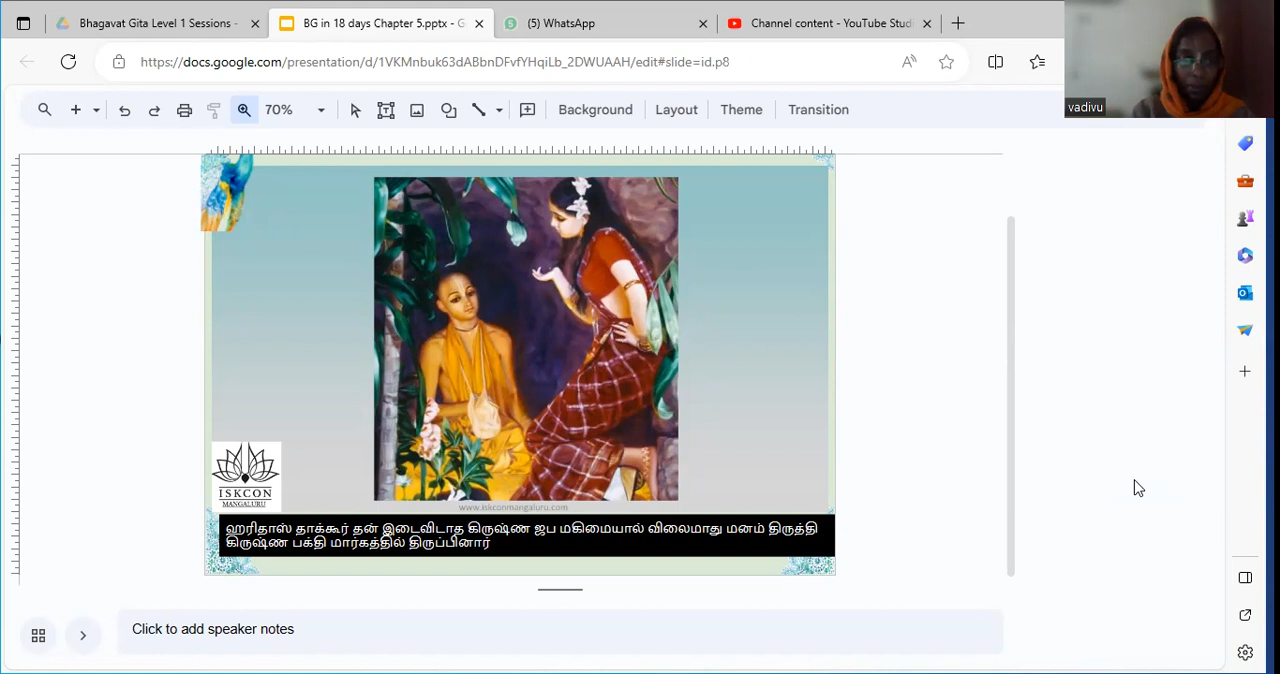 Bhagavat Gita Level 1 Sessions -
BG in 18 days Chapter 5.pptx - G
(5) WhatsApp
Channel content - YouTube Studi
https://docs.google.com/presentation/d/1VKMnbuk63dABbnDFvfYHqiLb_2DWUAAH/edit#slide=id.p8
vadivu
70%
Background
Layout
Theme
Transition
ISKCON
MANGALURU
www.iskconmangaluru.com
ஹரிதாஸ் தாக்கூர் தன் இடைவிடாத கிருஷ்ண ஜப மகிமையால் விலைமாது மனம் திருத்தி
கிருஷ்ண பக்தி மார்கத்தில் திருப்பினார்
Click to add speaker notes